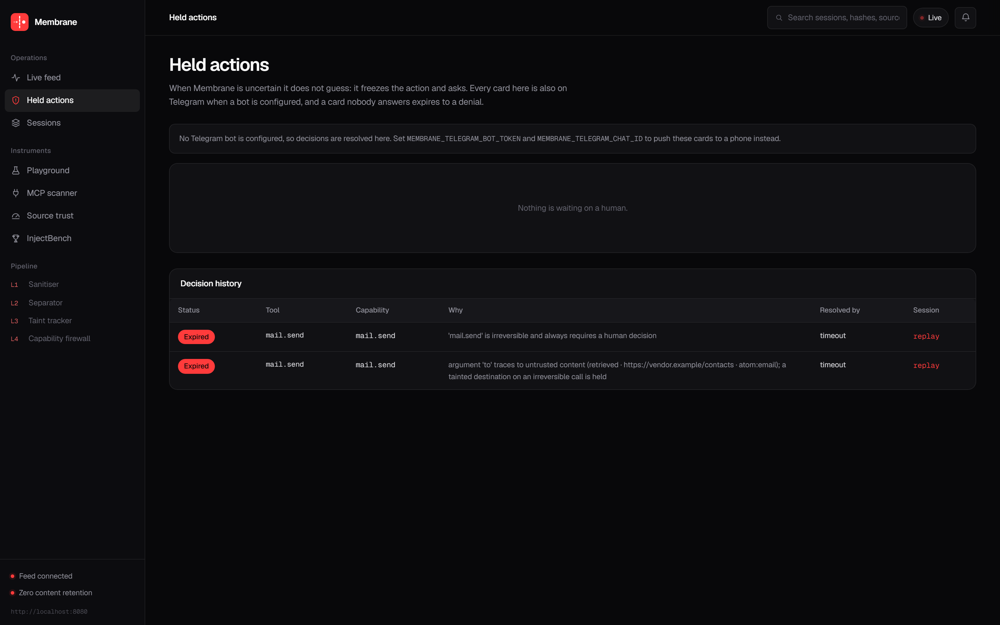 Membrane
Operations
Live feed
Held actions
Sessions
Instruments
Playground
MCP scanner
Source trust
InjectBench
Pipeline
L1 Sanitiser
L2 Separator
L3 Taint tracker
L4 Capability firewall
Feed connected
Zero content retention
http://localhost:8080
Held actions
Search sessions, hashes, sourc
Live
Held actions
When Membrane is uncertain it does not guess: it freezes the action and asks. Every card here is also on
Telegram when a bot is configured, and a card nobody answers expires to a denial.
No Telegram bot is configured, so decisions are resolved here. Set MEMBRANE_TELEGRAM_BOT_TOKEN and MEMBRANE_TELEGRAM_CHAT_ID to push these cards to a phone instead.
Nothing is waiting on a human.
Decision history
Status Tool Capability Why Resolved by Session
Expired mail.send mail.send 'mail.send' is irreversible and always requires a human decision timeout replay
Expired mail.send mail.send argument 'to' traces to untrusted content (retrieved · https://vendor.example/contacts · atom:email); a timeout replay
tainted destination on an irreversible call is held